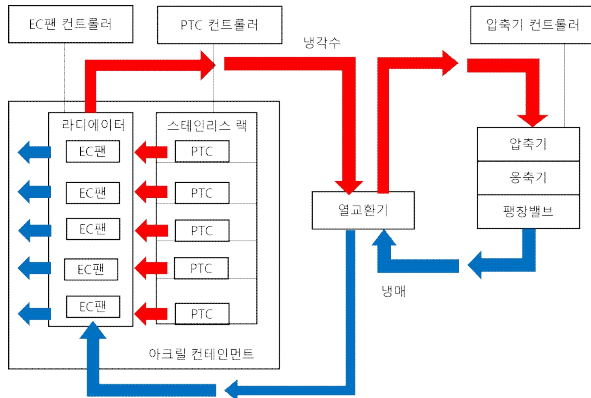 EC팬 컨트롤러
PTC 컨트롤러
압축기 컨트롤러
냉각수
라디에이터
스테인리스 랙
EC팬
PTC
EC팬
PTC
EC팬
PTC
EC팬
PTC
EC팬
PTC
압축기
응축기
팽창밸브
열교환기
냉매
아크릴 컨테인먼트